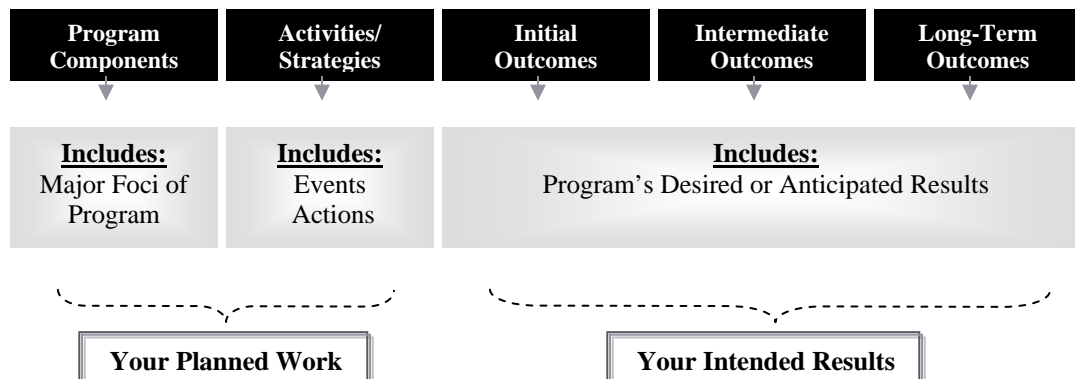 Program
Components
Activities/
Strategies
Initial
Outcomes
Intermediate
Outcomes
Long-Term
Outcomes
Includes:
Major Foci of
Program
Includes:
Events
Actions
Includes:
Program’s Desired or Anticipated Results
Your Planned Work
Your Intended Results